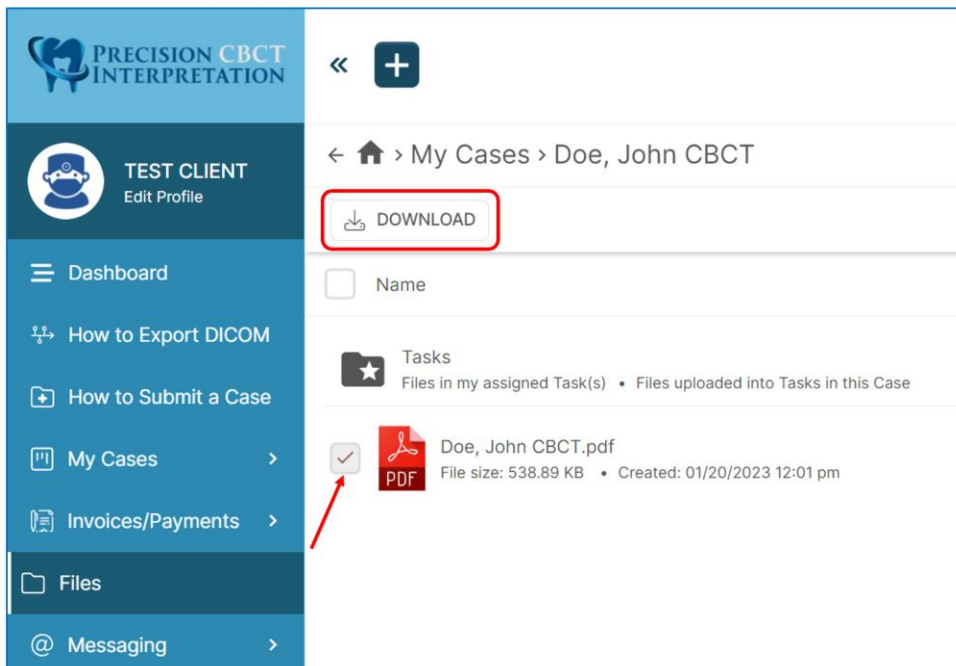 PRECISION CBCT
INTERPRETATION
TEST CLIENT
Edit Profile
Dashboard
How to Export DICOM
How to Submit a Case
My Cases
Invoices/Payments
Files
@ Messaging
My Cases › Doe, John CBCT
DOWNLOAD
Name
Tasks
Files in my assigned Task(s) • Files uploaded into Tasks in this Case
PDF
Doe, John CBCT.pdf
File size: 538.89 KB • Created: 01/20/2023 12:01 pm